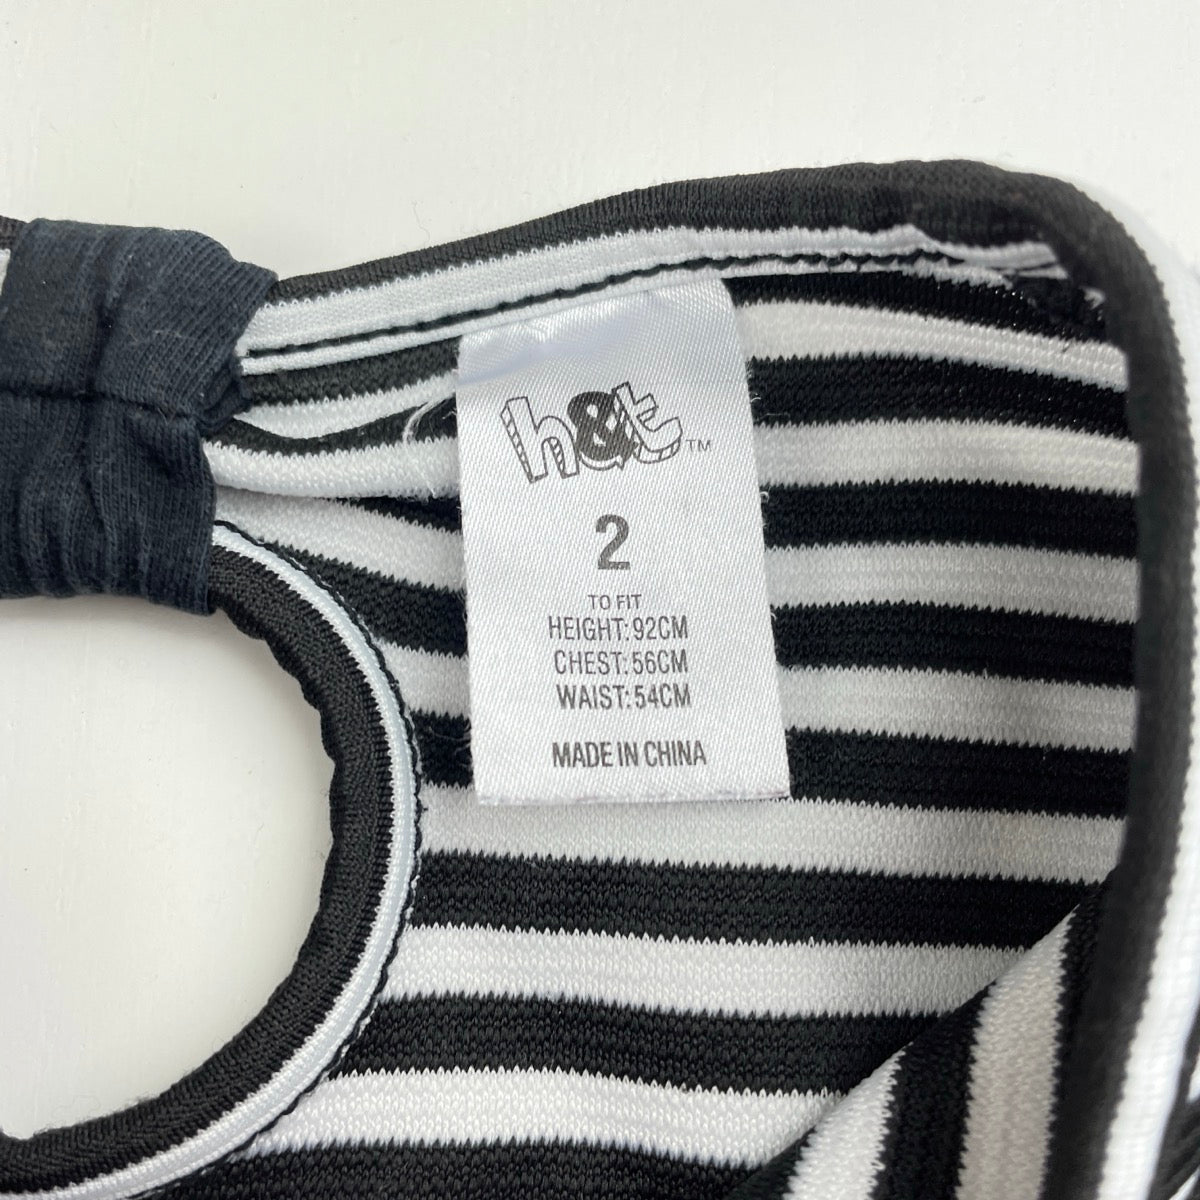 h&t™
2
TO FIT
HEIGHT: 92CM
CHEST: 56CM
WAIST: 54CM
MADE IN CHINA